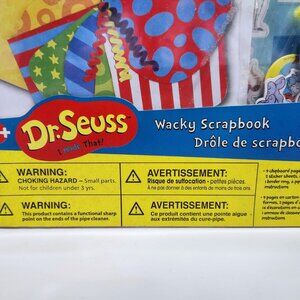 +
Dr. Seuss™
I Made That!
Wacky Scrapbook
Drôle de scrapbo
WARNING:
CHOKING HAZARD – Small parts.
Not for children under 3 yrs.
AVERTISSEMENT:
Risque de suffocation – petites pièces.
À ne pas donner à des enfants de moins de trois ans.
WARNING:
This product contains a functional sharp
point on the ends of the pipe cleaner.
AVERTISSEMENT:
Ce produit contient une pointe aigue
aux extrémités du cure-pipe.